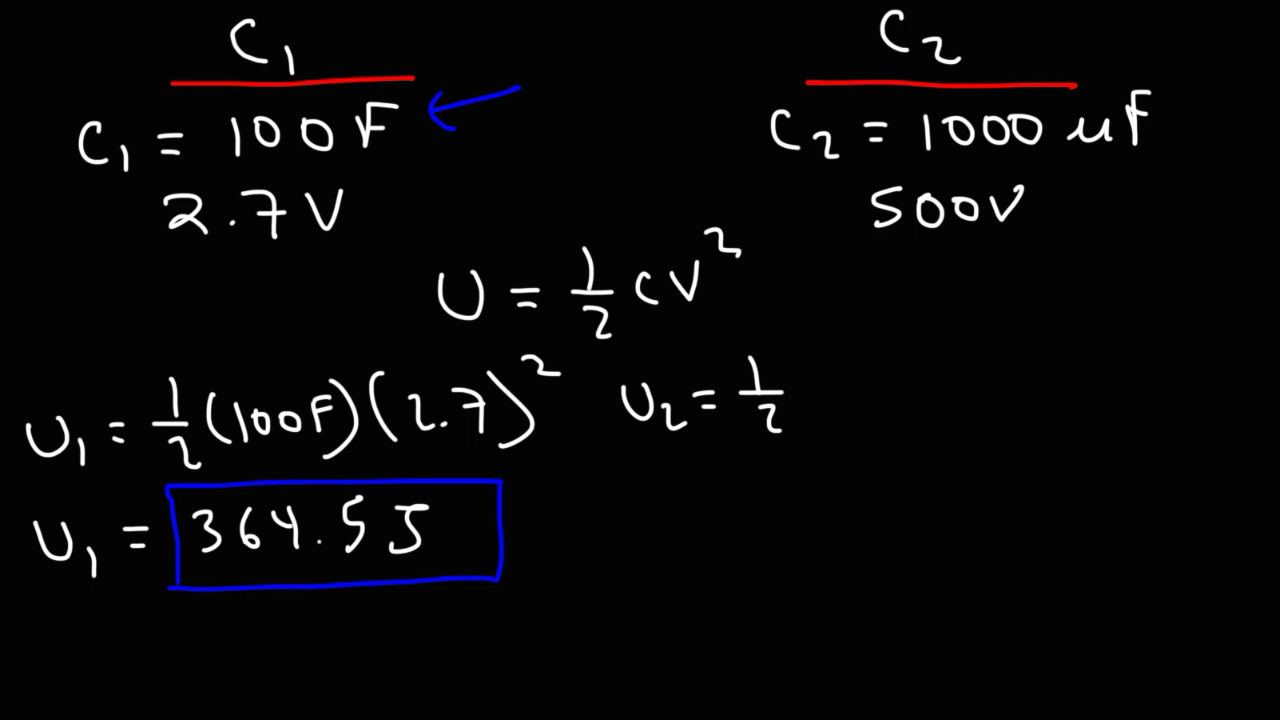 C₁
C₁ = 100F
2.7V
C₂
C₂ = 1000 uF
500V
U = 1/2 CV²
U₁ = 1/2 (100F)(2.7)²
U₂ = 1/2
U₁ = 364.5 J